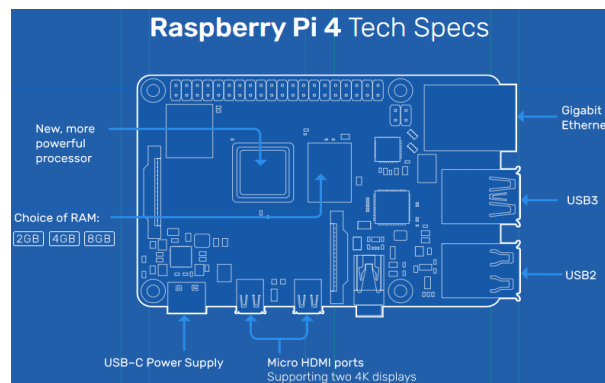 Raspberry Pi 4 Tech Specs
New, more
powerful
processor
Choice of RAM:
2GB 4GB 8GB
Gigabit
Etherne
USB3
USB2
USB-C Power Supply
Micro HDMI ports
Supporting two 4K displays